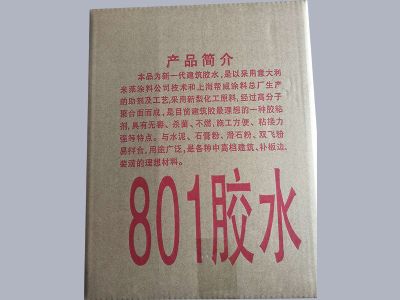 产品简介
本品为新一代建筑胶水，是以采用意大利
米莱涂料公司技术和上海帮威涂料总厂生产
的助剂及工艺，采用新型化工原料，经过高分子
聚合而成，是目前建筑胶最理想的一种胶粘
剂，具有无毒、杀菌、不燃，施工方便、粘接力
强等特点。与水泥、石膏粉、滑石粉、双飞粉
易拌合，用途广泛，是各种中高档建筑、补板边、
瓷漆的理想材料。
801胶水